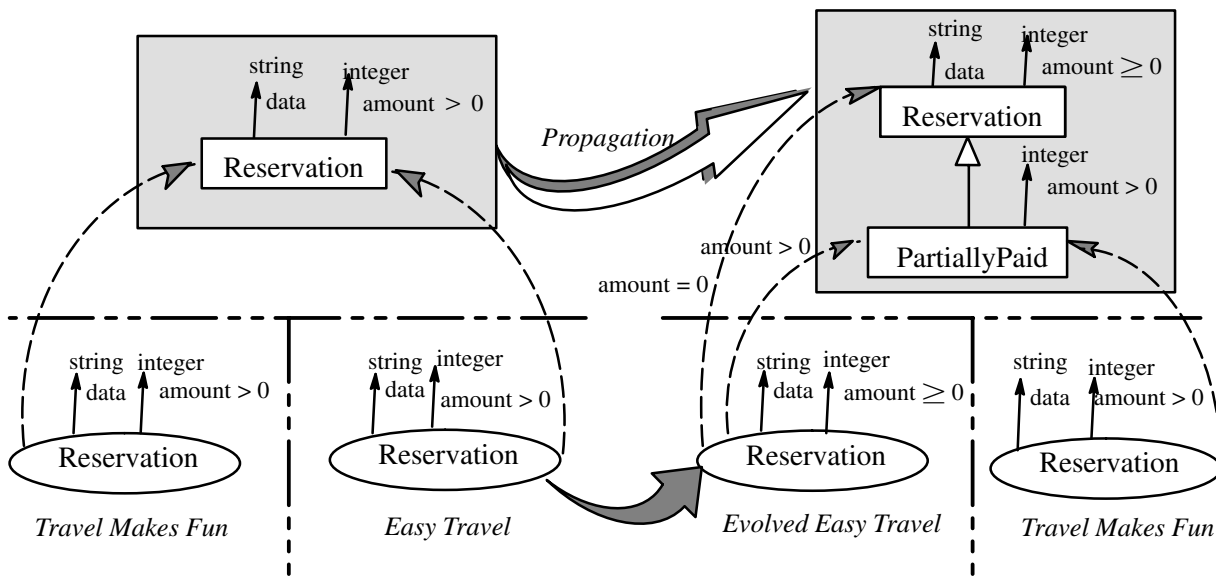 string
integer
data
amount > 0
Reservation
Propagation
string
integer
data
amount ≥ 0
Reservation
integer
amount > 0
PartiallyPaid
amount > 0
amount = 0
string
integer
data
amount > 0
Reservation
Travel Makes Fun
string
integer
data
amount > 0
Reservation
Easy Travel
string
integer
data
amount ≥ 0
Reservation
Evolved Easy Travel
string
integer
data
amount > 0
Reservation
Travel Makes Fun